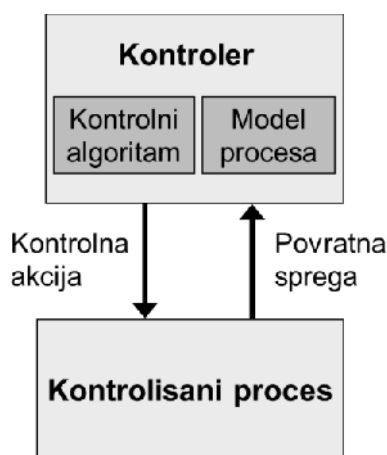 Kontroler
Kontrolni
algoritam
Model
procesa
Kontrolna
akcija
Povratna
sprega
Kontrolisani proces